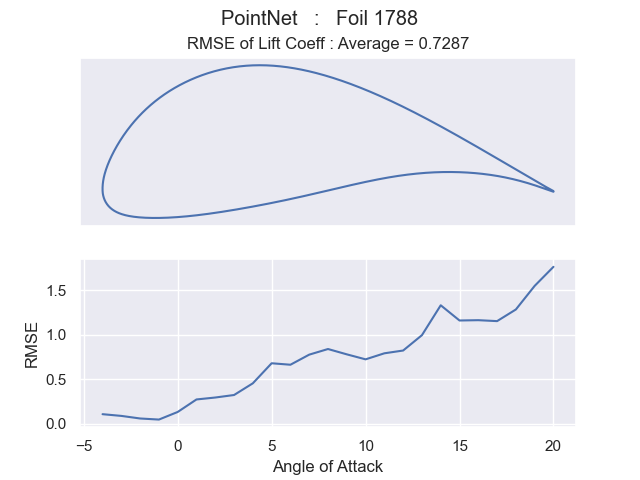 PointNet : Foil 1788
RMSE of Lift Coeff : Average = 0.7287
1.5
1.0
0.5
0.0
RMSE
−5 0 5 10 15 20
Angle of Attack